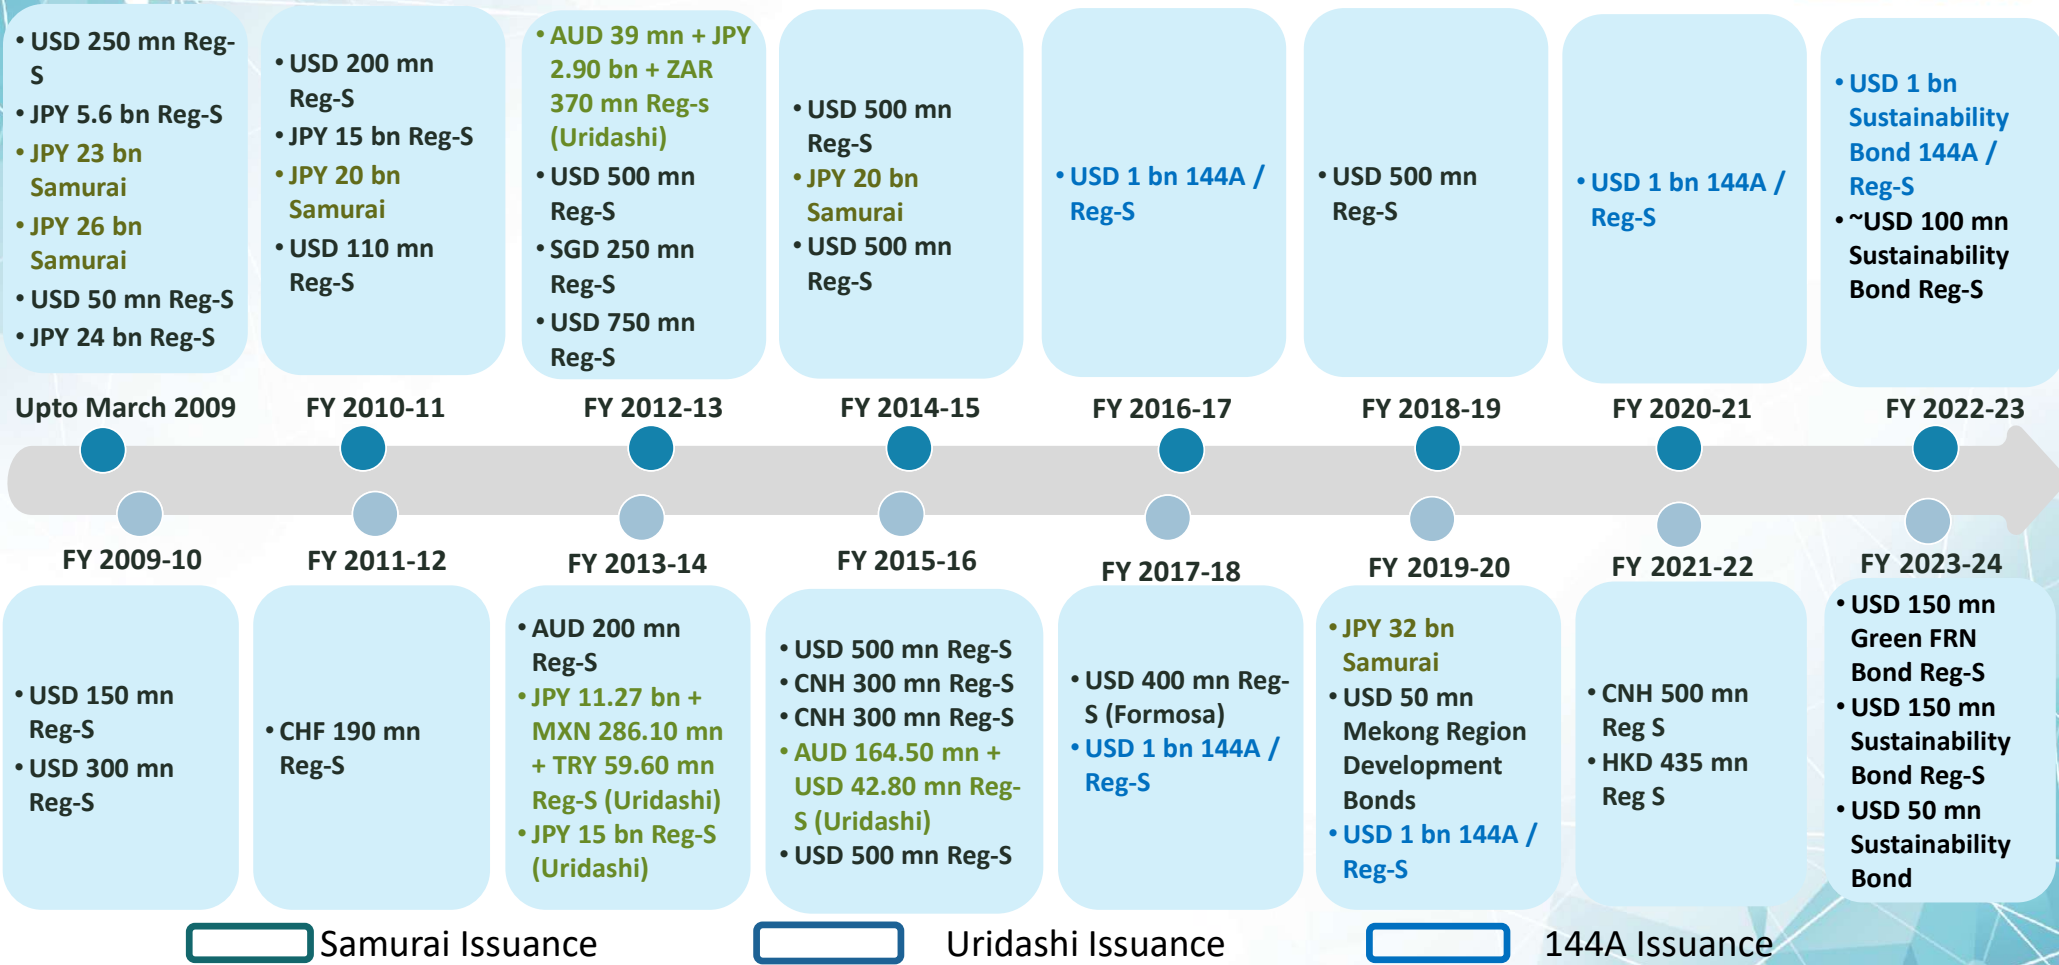 • USD 250 mn Reg-
S
• JPY 5.6 bn Reg-S
• JPY 23 bn
Samurai
• JPY 26 bn
Samurai
• USD 50 mn Reg-S
• JPY 24 bn Reg-S
• USD 200 mn
Reg-S
• JPY 15 bn Reg-S
• JPY 20 bn
Samurai
• USD 110 mn
Reg-S
• AUD 39 mn + JPY
2.90 bn + ZAR
370 mn Reg-s
(Uridashi)
• USD 500 mn
Reg-S
• SGD 250 mn
Reg-S
• USD 750 mn
Reg-S
• USD 500 mn
Reg-S
• JPY 20 bn
Samurai
• USD 500 mn
Reg-S
• USD 1 bn 144A /
Reg-S
• USD 500 mn
Reg-S
• USD 1 bn 144A /
Reg-S
• USD 1 bn
Sustainability
Bond 144A /
Reg-S
• ~USD 100 mn
Sustainability
Bond Reg-S
Upto March 2009
FY 2010-11
FY 2012-13
FY 2014-15
FY 2016-17
FY 2018-19
FY 2020-21
FY 2022-23
FY 2009-10
FY 2011-12
FY 2013-14
FY 2015-16
FY 2017-18
FY 2019-20
FY 2021-22
FY 2023-24
• USD 150 mn
Reg-S
• USD 300 mn
Reg-S
• CHF 190 mn
Reg-S
• AUD 200 mn
Reg-S
• JPY 11.27 bn +
MXN 286.10 mn
+ TRY 59.60 mn
Reg-S (Uridashi)
• JPY 15 bn Reg-S
(Uridashi)
• USD 500 mn Reg-S
• CNH 300 mn Reg-S
• CNH 300 mn Reg-S
• AUD 164.50 mn +
USD 42.80 mn Reg-
S (Uridashi)
• USD 500 mn Reg-S
• USD 400 mn Reg-
S (Formosa)
• USD 1 bn 144A /
Reg-S
• JPY 32 bn
Samurai
• USD 50 mn
Mekong Region
Development
Bonds
• USD 1 bn 144A /
Reg-S
• CNH 500 mn
Reg S
• HKD 435 mn
Reg S
• USD 150 mn
Green FRN
Bond Reg-S
• USD 150 mn
Sustainability
Bond Reg-S
• USD 50 mn
Sustainability
Bond
Samurai Issuance
Uridashi Issuance
144A Issuance